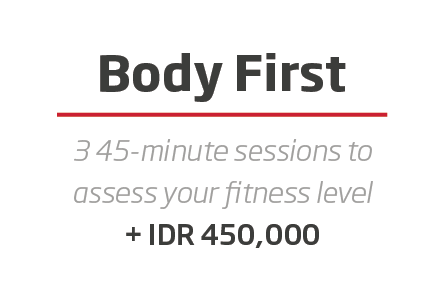 Body First
3 45-minute sessions to
assess your fitness level
+ IDR 450,000